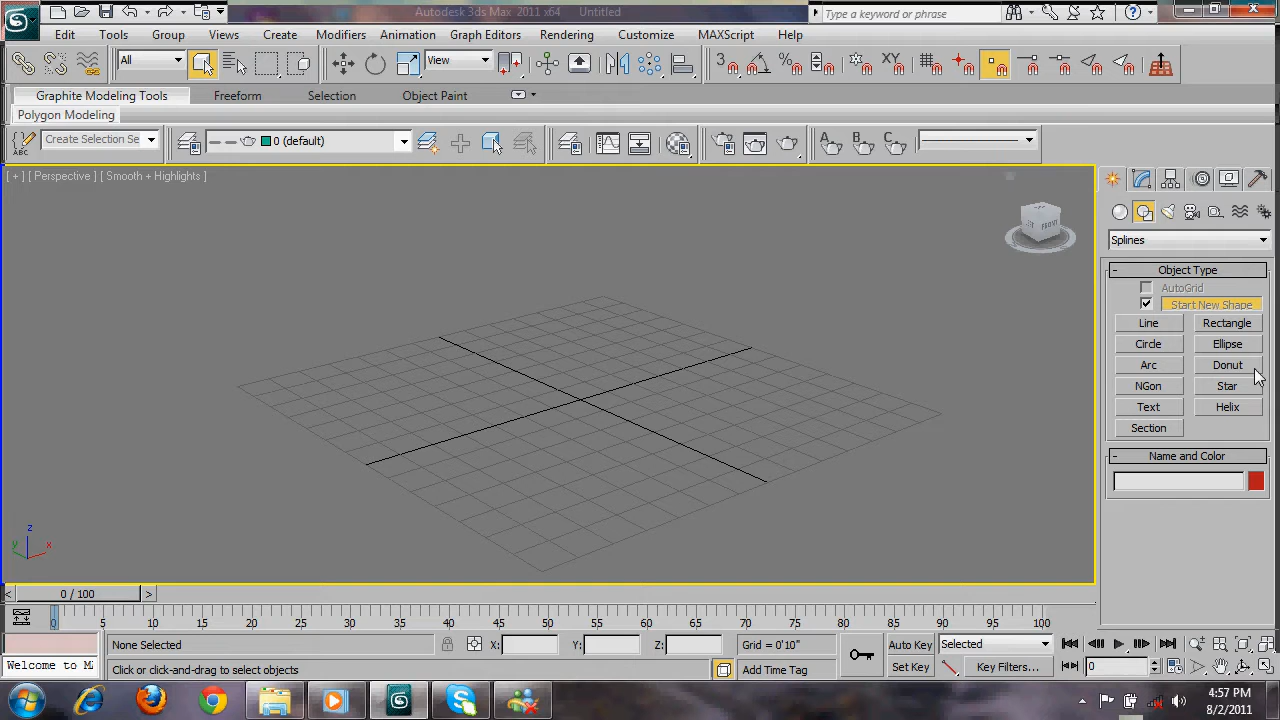 Autodesk 3ds Max 2011 x64 Untitled
Type a keyword or phrase
Edit Tools Group Views Create Modifiers Animation Graph Editors Rendering Customize MAXScript Help
All
View
3
%
XY
Graphite Modeling Tools Freeform Selection Object Paint
Polygon Modeling
ABC
Create Selection Se
0 (default)
A B C
[ + ] [ Perspective ] [ Smooth + Highlights ]
FRONT
Splines
- Object Type
AutoGrid
Start New Shape
Line Rectangle
Circle Ellipse
Arc Donut
NGon Star
Text Helix
Section
- Name and Color
z
y x
< 0 / 100 >
0 5 10 15 20 25 30 35 40 45 50 55 60 65 70 75 80 85 90 95 100
None Selected X: Y: Z: Grid = 0'10" Auto Key Selected
Welcome to M
Click or click-and-drag to select objects Add Time Tag Set Key Key Filters... 0
4:57 PM
8/2/2011